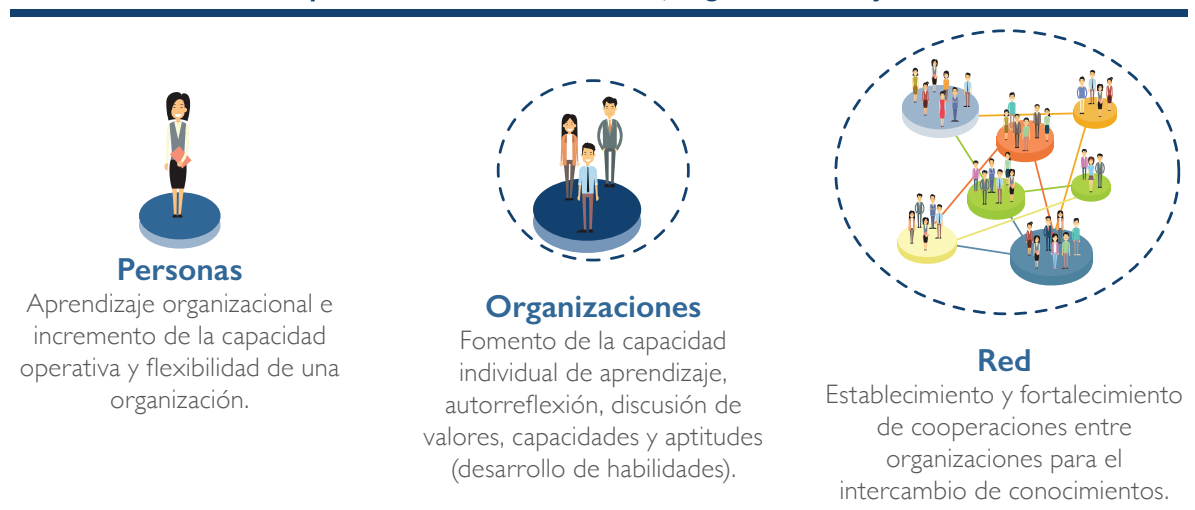 Personas
Aprendizaje organizacional e
incremento de la capacidad
operativa y flexibilidad de una
organización.
Organizaciones
Fomento de la capacidad
individual de aprendizaje,
autorreflexión, discusión de
valores, capacidades y aptitudes
(desarrollo de habilidades).
Red
Establecimiento y fortalecimiento
de cooperaciones entre
organizaciones para el
intercambio de conocimientos.